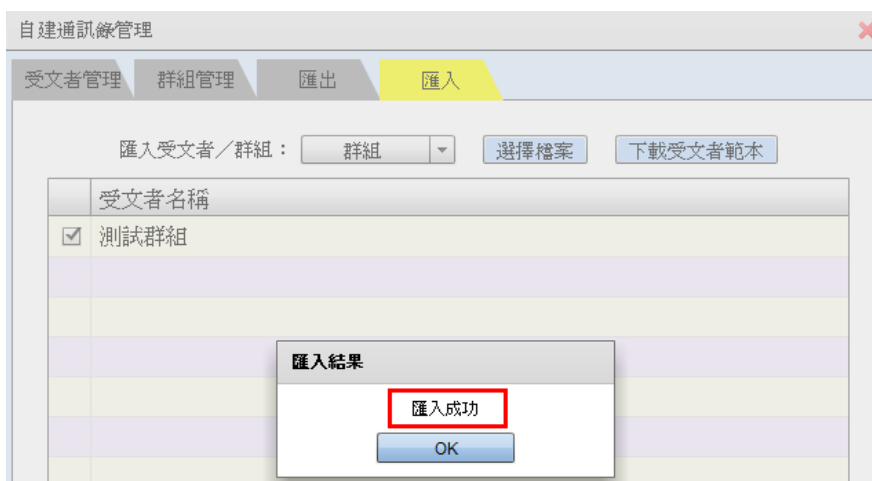 自建通訊錄管理
受文者管理 群組管理 匯出 匯入
匯入受文者／群組： 群組 選擇檔案 下載受文者範本
受文者名稱
測試群組
匯入結果
匯入成功
OK